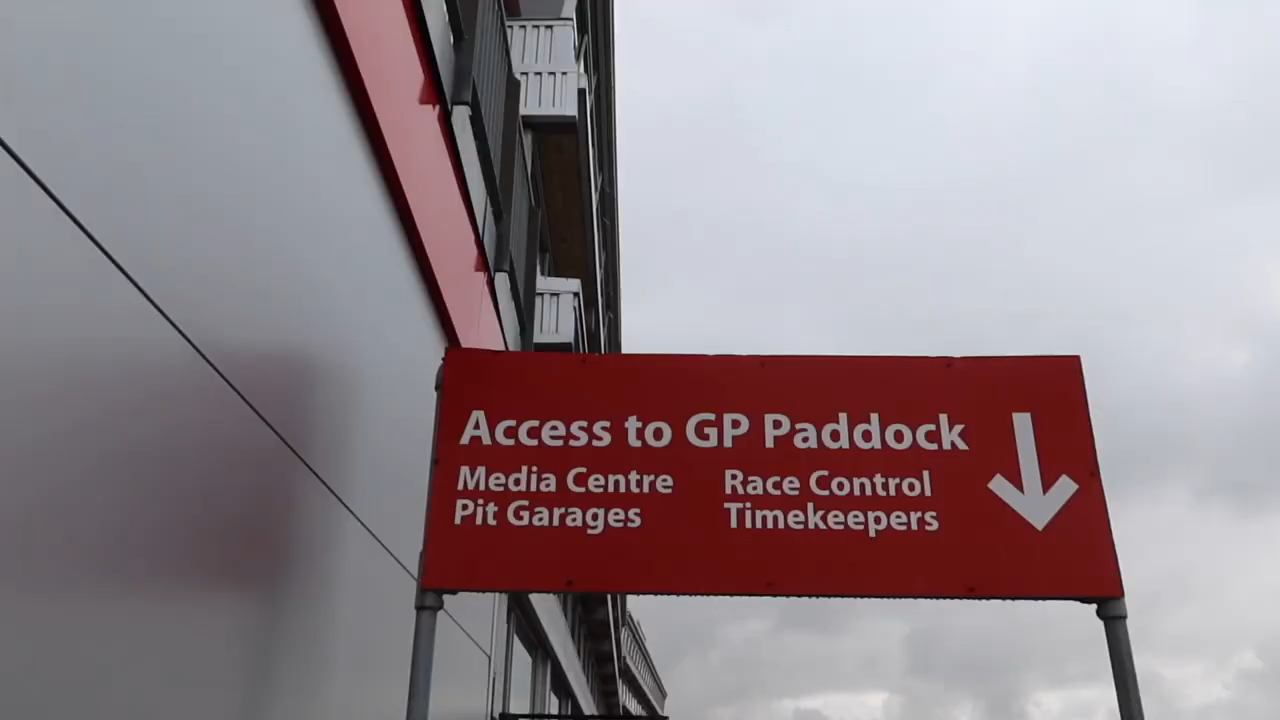 Access to GP Paddock
Media Centre
Pit Garages
Race Control
Timekeepers